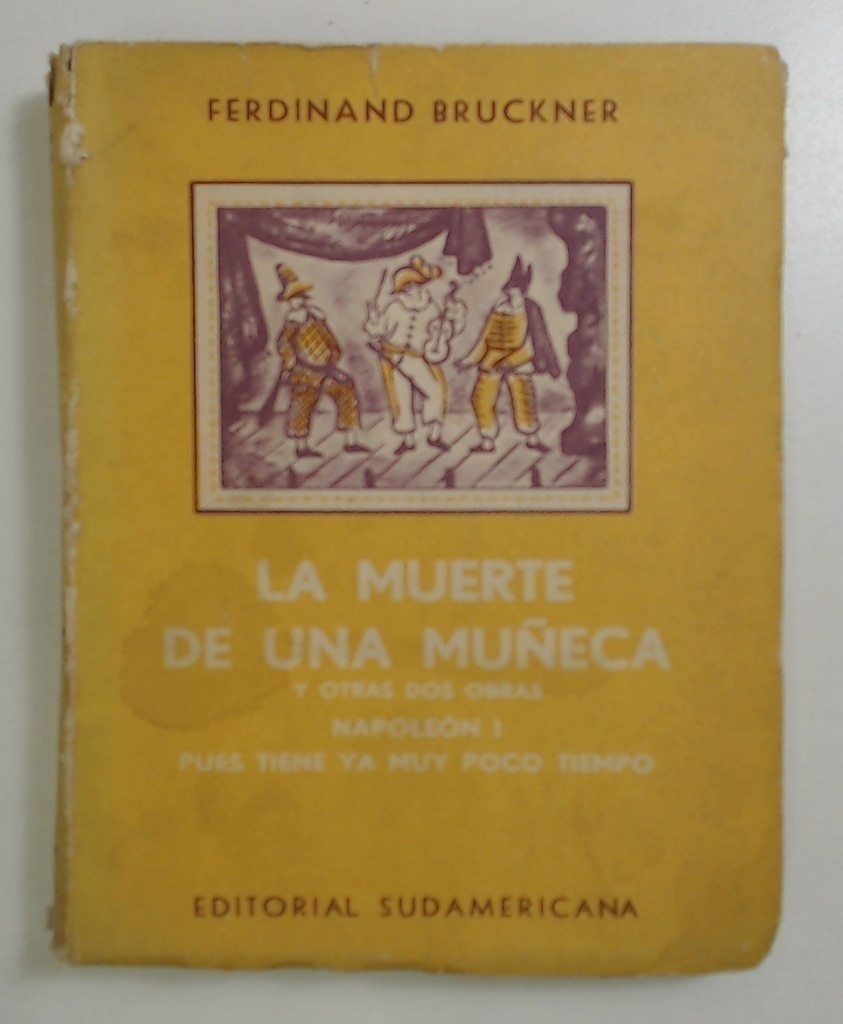 FERDINAND BRUCKNER
LA MUERTE
DE UNA MUÑECA
Y OTRAS DOS OBRAS
NAPOLEÓN I
PUES TIENE YA MUY POCO TIEMPO
EDITORIAL SUDAMERICANA